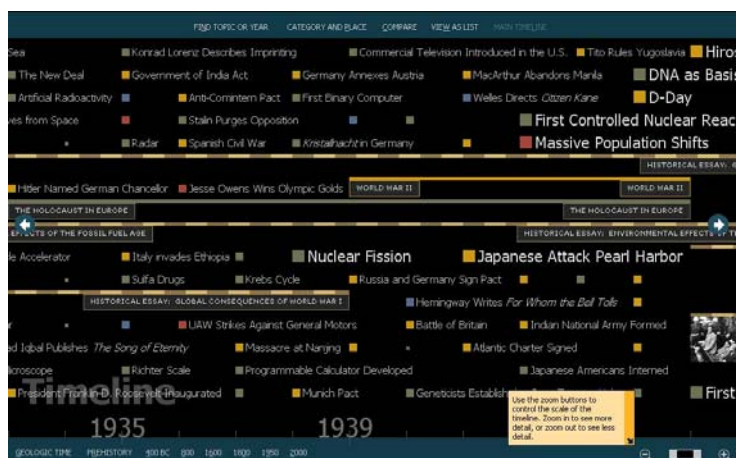 FIND TOPIC OR YEAR CATEGORY AND PLACE COMPARE VIEW AS LIST MAIN TIMELINE
Sea Konrad Lorenz Describes Imprinting Commercial Television Introduced in the U.S. Tito Rules Yugoslavia Hiros
The New Deal Government of India Act Germany Annexes Austria MacArthur Abandons Manila DNA as Basis
Artificial Radioactivity Anti-Comintern Pact First Binary Computer Welles Directs Citizen Kane D-Day
ves from Space Stalin Purges Opposition First Controlled Nuclear Reac
Radar Spanish Civil War Kristallnacht in Germany Massive Population Shifts
HISTORICAL ESSAY:
Hitler Named German Chancellor Jesse Owens Wins Olympic Golds WORLD WAR II WORLD WAR II
THE HOLOCAUST IN EUROPE THE HOLOCAUST IN EUROPE
EFFECTS OF THE FOSSIL FUEL AGE HISTORICAL ESSAY: ENVIRONMENTAL EFFECTS OF T
le Accelerator Italy invades Ethiopia Nuclear Fission Japanese Attack Pearl Harbor
Sulfa Drugs Krebs Cycle Russia and Germany Sign Pact
HISTORICAL ESSAY: GLOBAL CONSEQUENCES OF WORLD WAR I Hemingway Writes For Whom the Bell Tolls
UAW Strikes Against General Motors Battle of Britain Indian National Army Formed
ad Iqbal Publishes The Song of Eternity Massacre at Nanjing Atlantic Charter Signed
icroscope Richter Scale Programmable Calculator Developed Japanese Americans Interned
Timeline
President Franklin D. Roosevelt Inaugurated Munich Pact Geneticists Establish First
Use the zoom buttons to
control the scale of the
timeline. Zoom in to see more
detail, or zoom out to see less
detail.
1935 1939
GEOLOGIC TIME PREHISTORY 400 BC 600 1600 1800 1950 2000